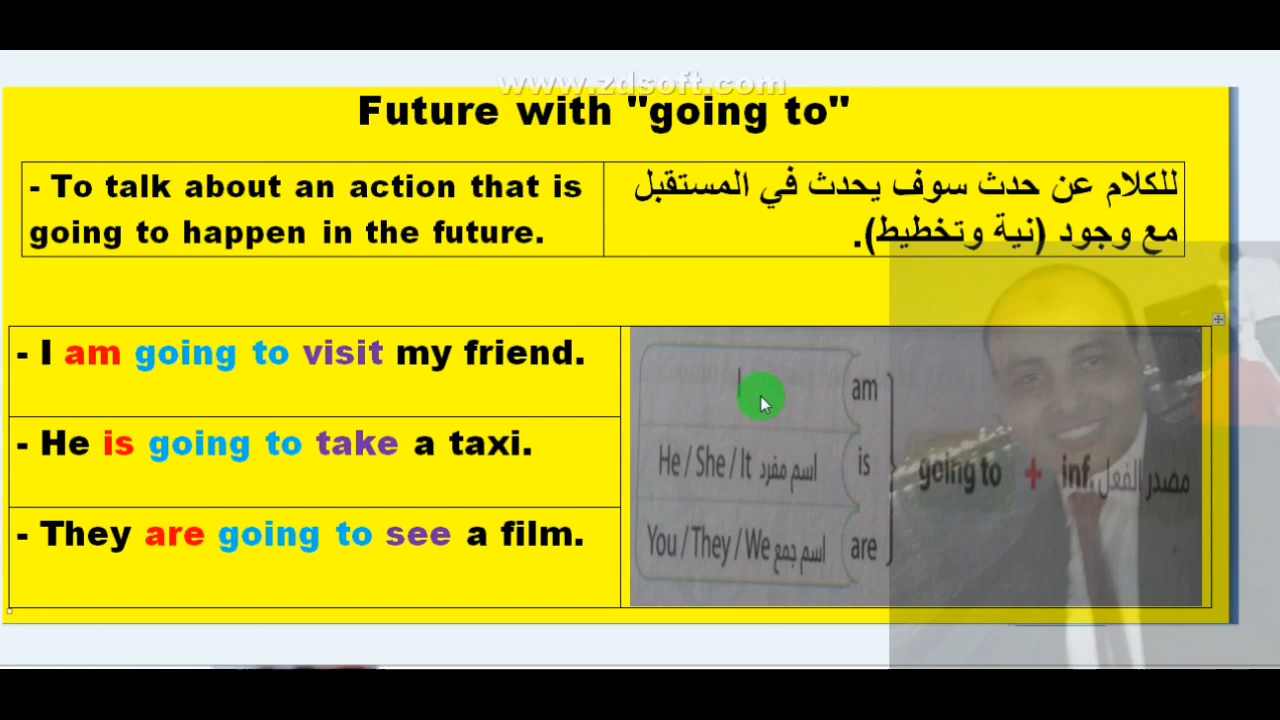 www.zdsoft.com
Future with "going to"
- To talk about an action that is
going to happen in the future.
للكلام عن حدث سوف يحدث في المستقبل
مع وجود (نية وتخطيط).
- I am going to visit my friend.
- He is going to take a taxi.
- They are going to see a film.
I am
He / She / It اسم مفرد is
going to + inf. مصدر الفعل
You / They / We اسم جمع are